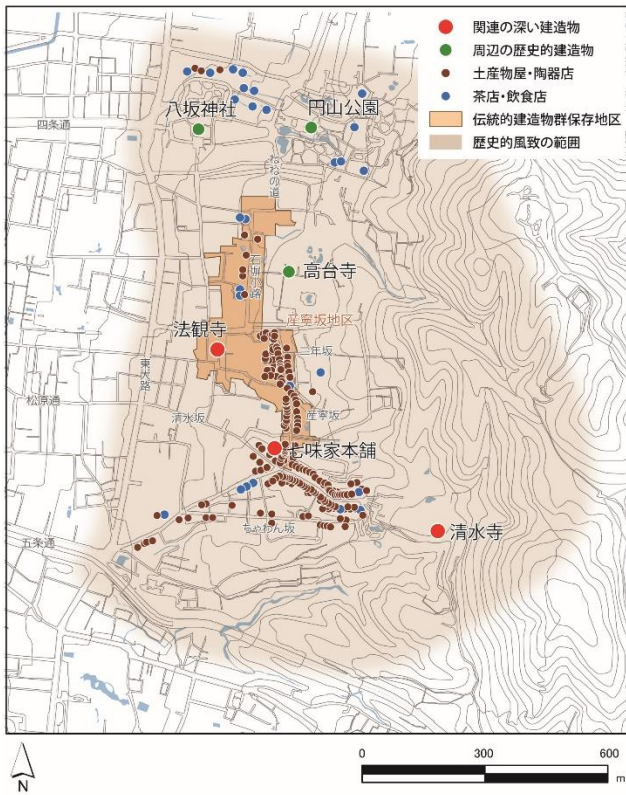 関連の深い建造物
周辺の歴史的建造物
土産物屋・陶器店
茶店・飲食店
伝統的建造物群保存地区
歴史的風致の範囲
八坂神社
円山公園
四条通
ねねの道
石塀小路
高台寺
産寧坂地区
法観寺
二年坂
東大路
松原通
清水坂
産寧坂
七味家本舗
清水寺
五条通
ちゃわん坂
N
0 300 600
m